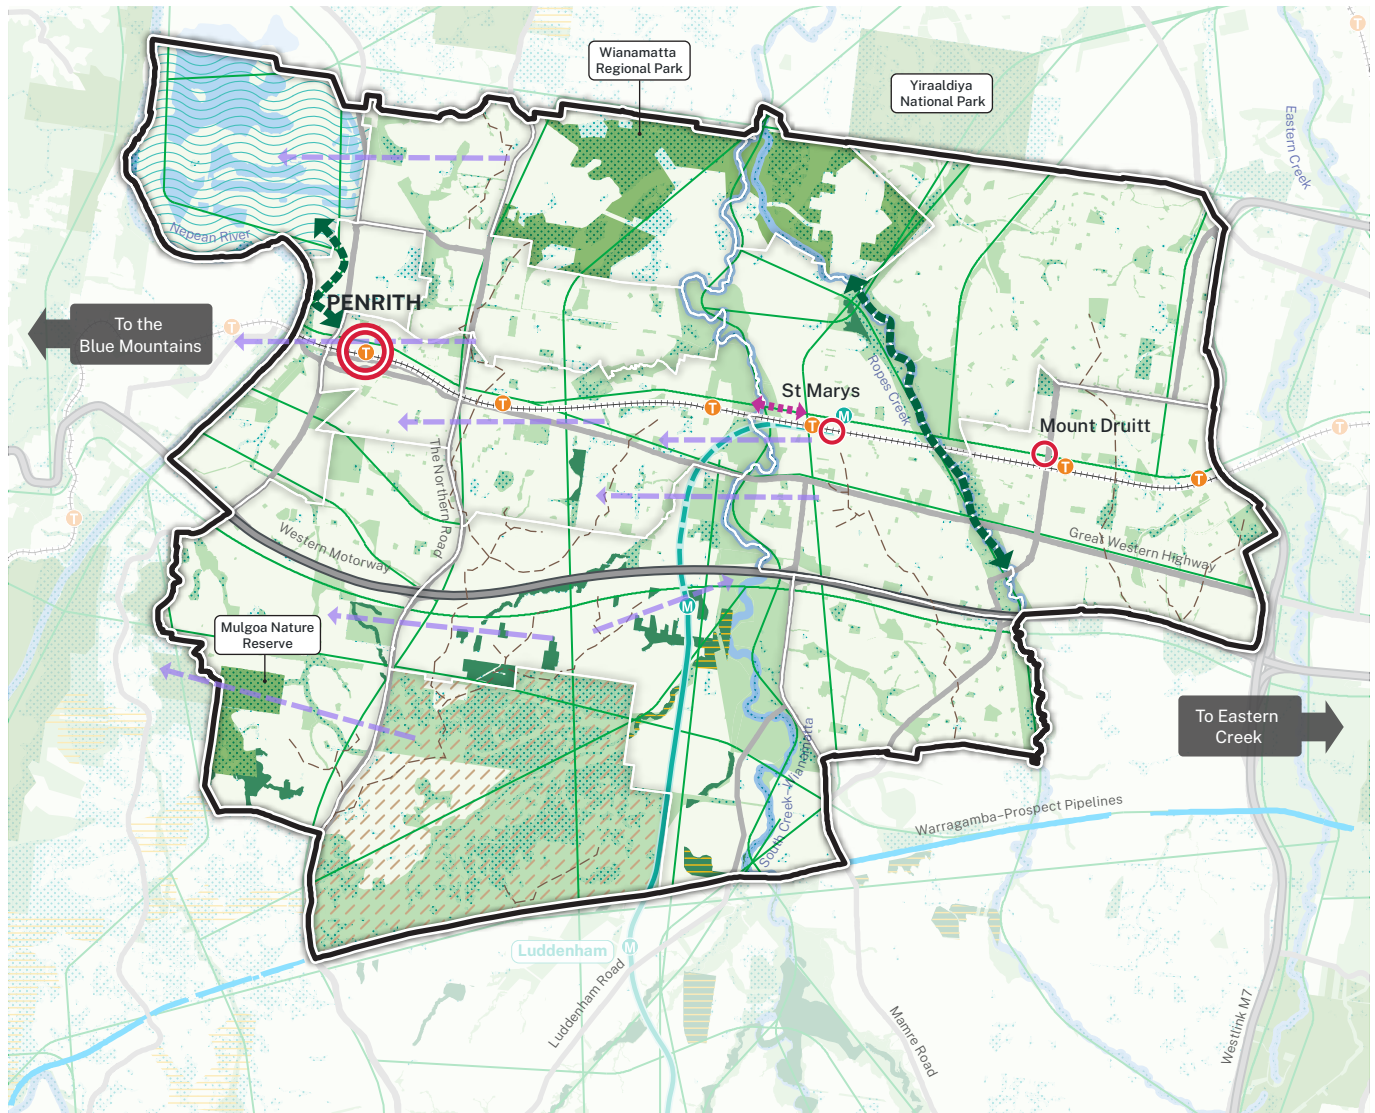 Wianamatta
Regional Park
Yiraaldiya
National Park
Eastern Creek
Nepean River
PENRITH
To the
Blue Mountains
T
T
T
T
T
T
T
T
T
T
St Marys
M
Ropes Creek
Mount Druitt
The Northern Road
Western Motorway
Great Western Highway
M
Mulgoa Nature
Reserve
To Eastern
Creek
South Creek - Wianamatta
Warragamba–Prospect Pipelines
Luddenham
M
Luddenham Road
Mamre Road
Westlink M7
M